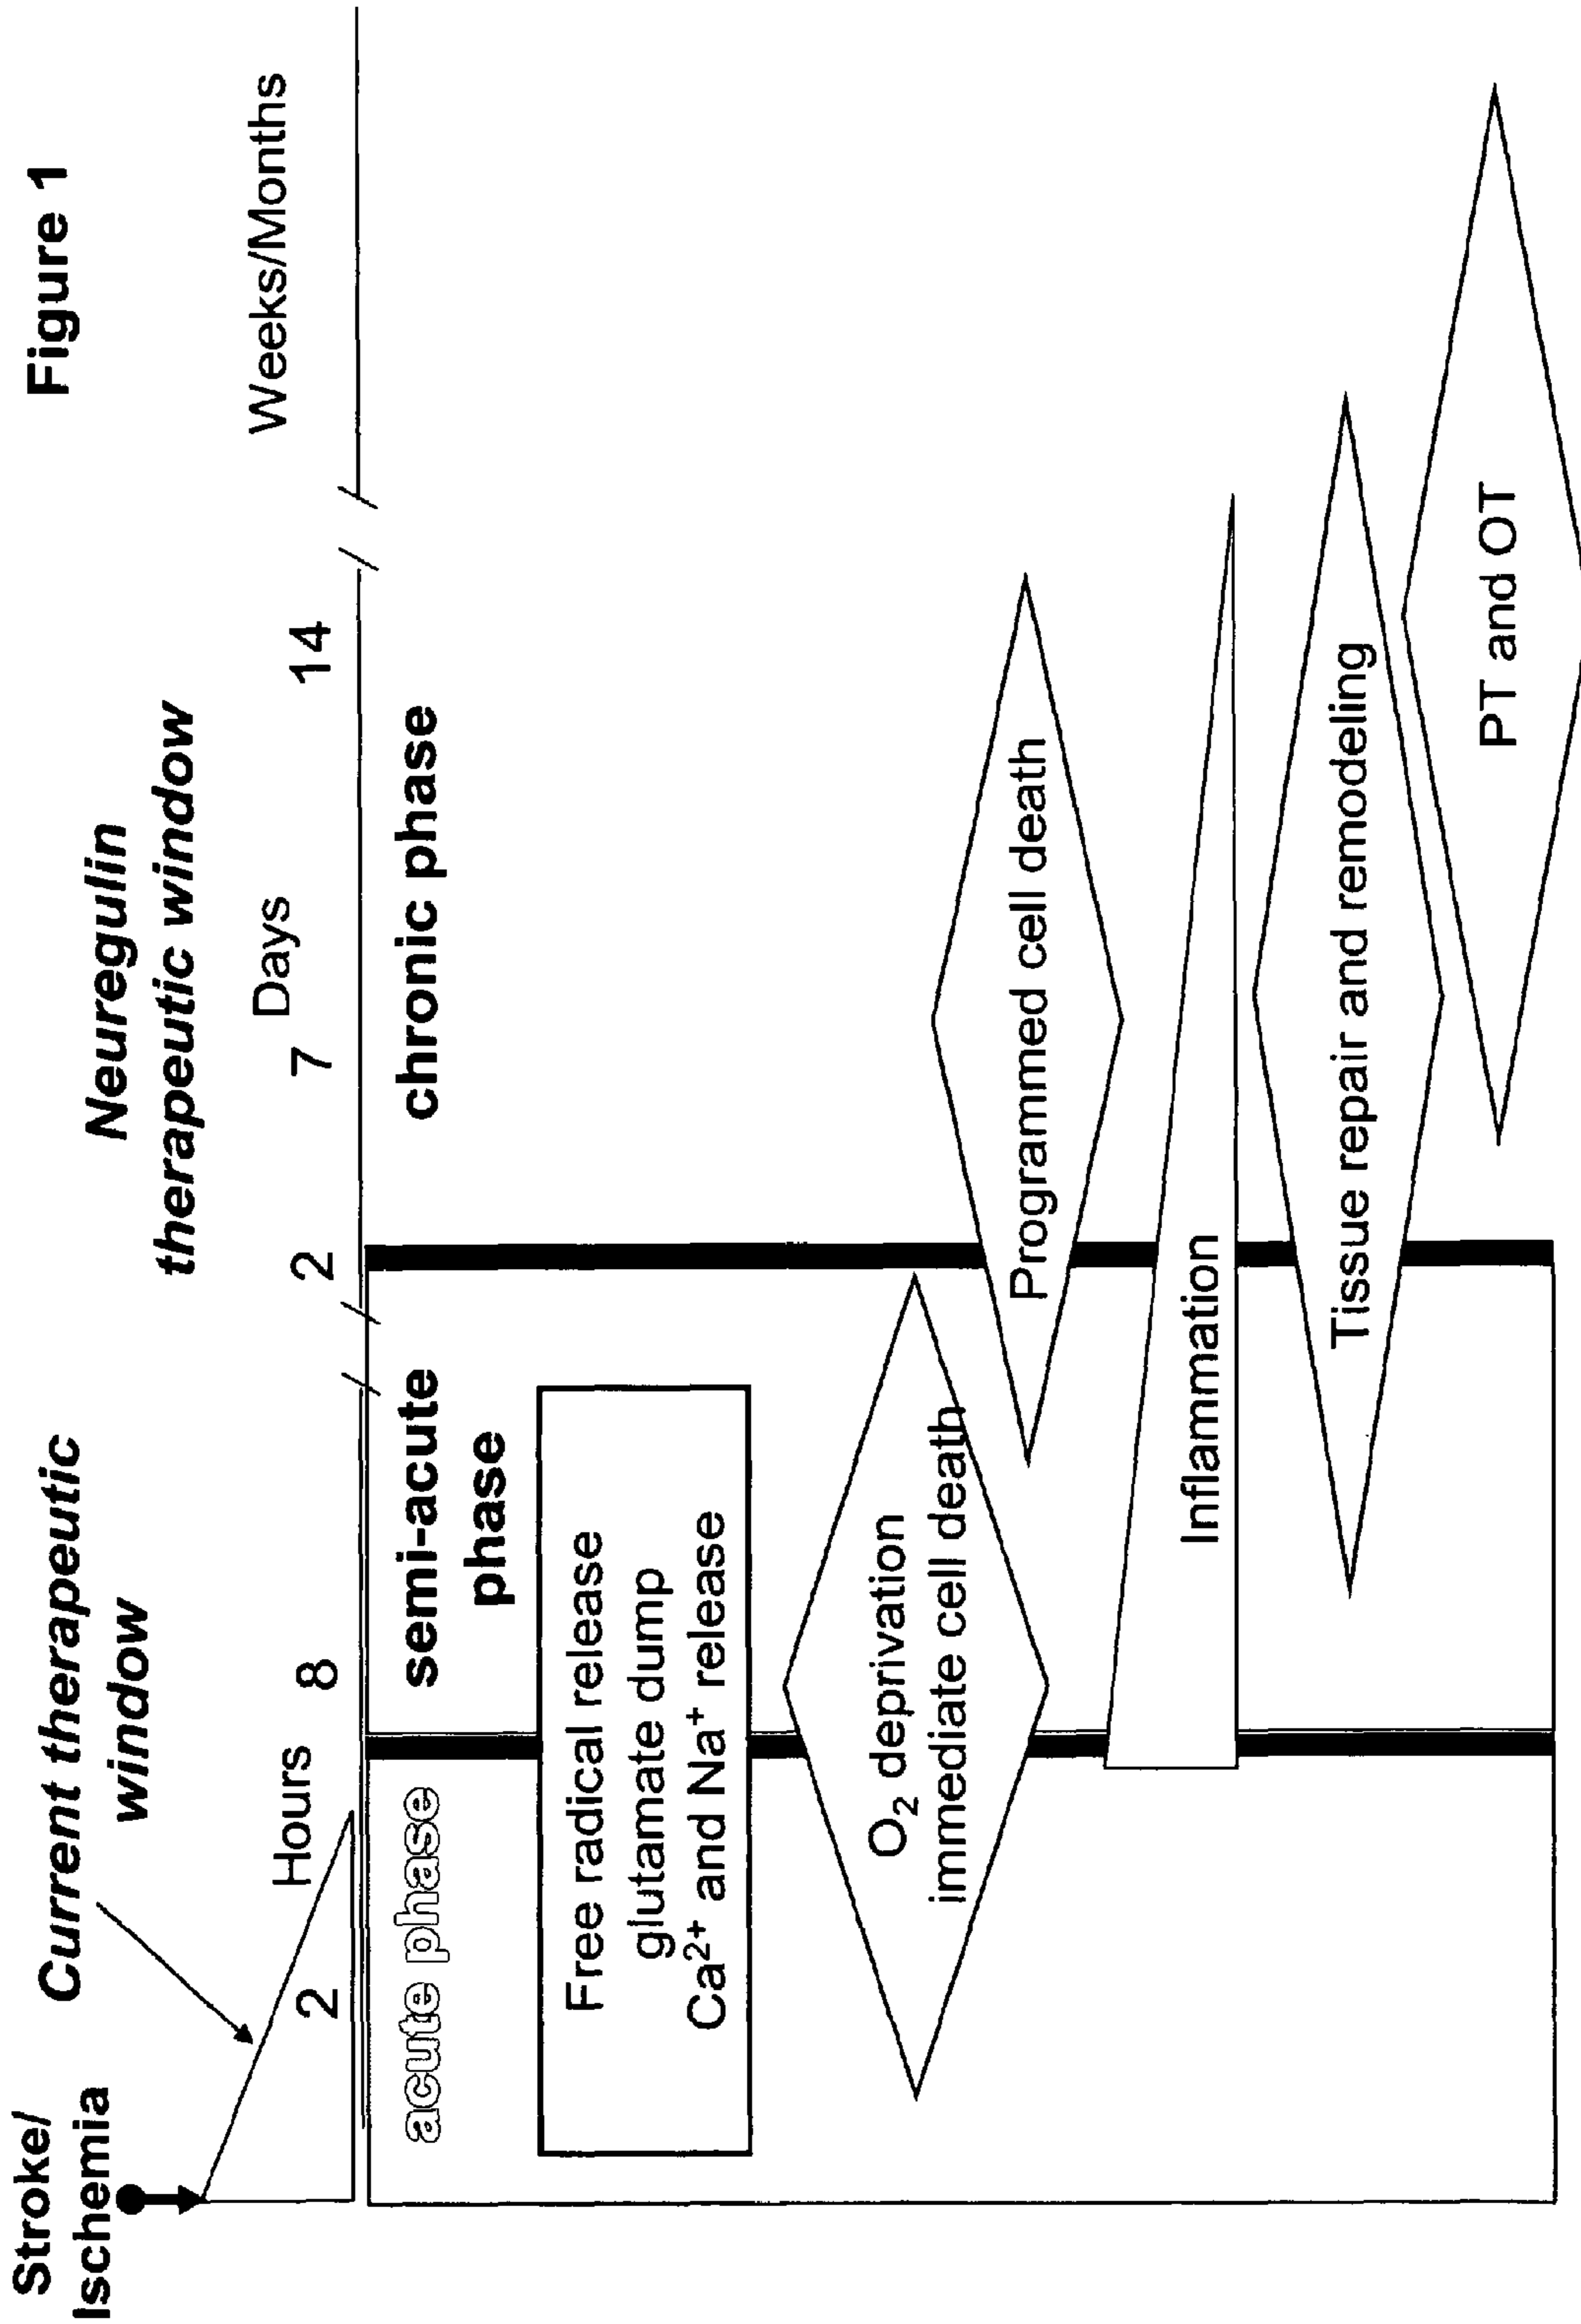 Figure 1
Stroke/
Ischemia
Current therapeutic
window
Neuregulin
therapeutic window
Hours
Days
Weeks/Months
2
8
2
7
14
acute phase
semi-acute
phase
chronic phase
Free radical release
glutamate dump
Ca²⁺ and Na⁺ release
O₂ deprivation
immediate cell death
Programmed cell death
Inflammation
Tissue repair and remodeling
PT and OT